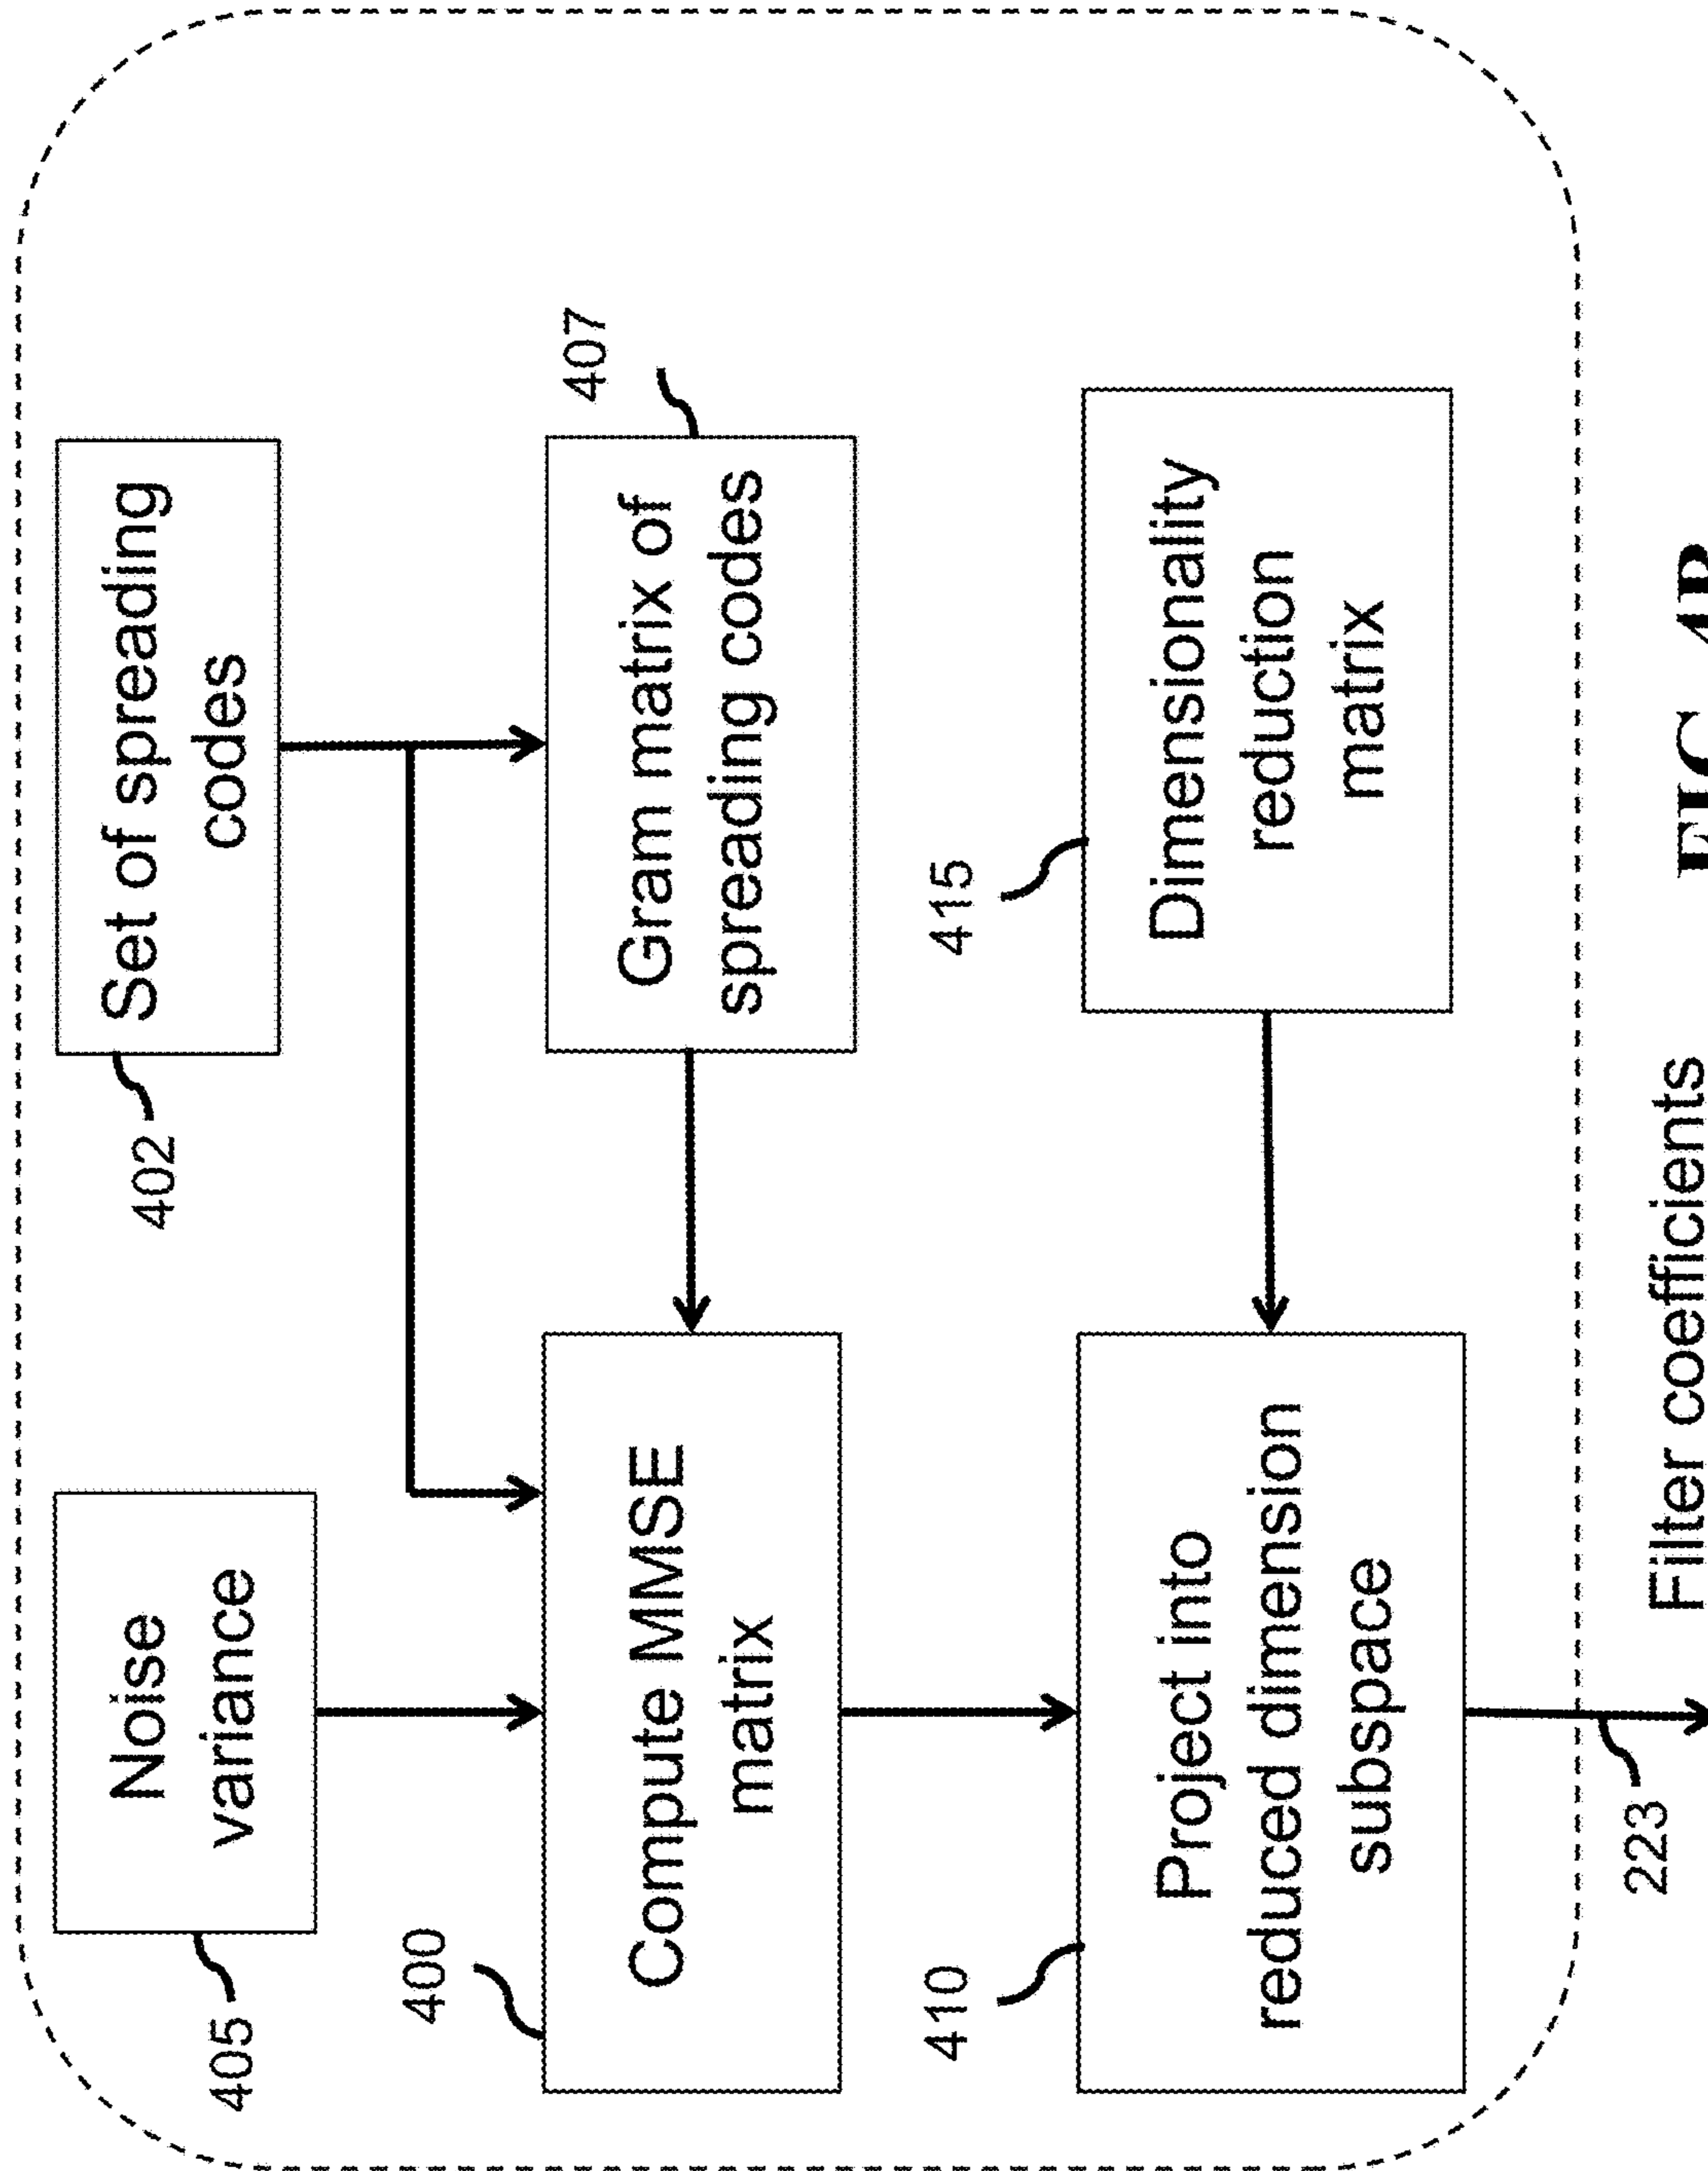 405
Noise
variance
402
Set of spreading
codes
400
Compute MMSE
matrix
407
Gram matrix of
spreading codes
410
Project into
reduced dimension
subspace
415
Dimensionality
reduction
matrix
223
Filter coefficients